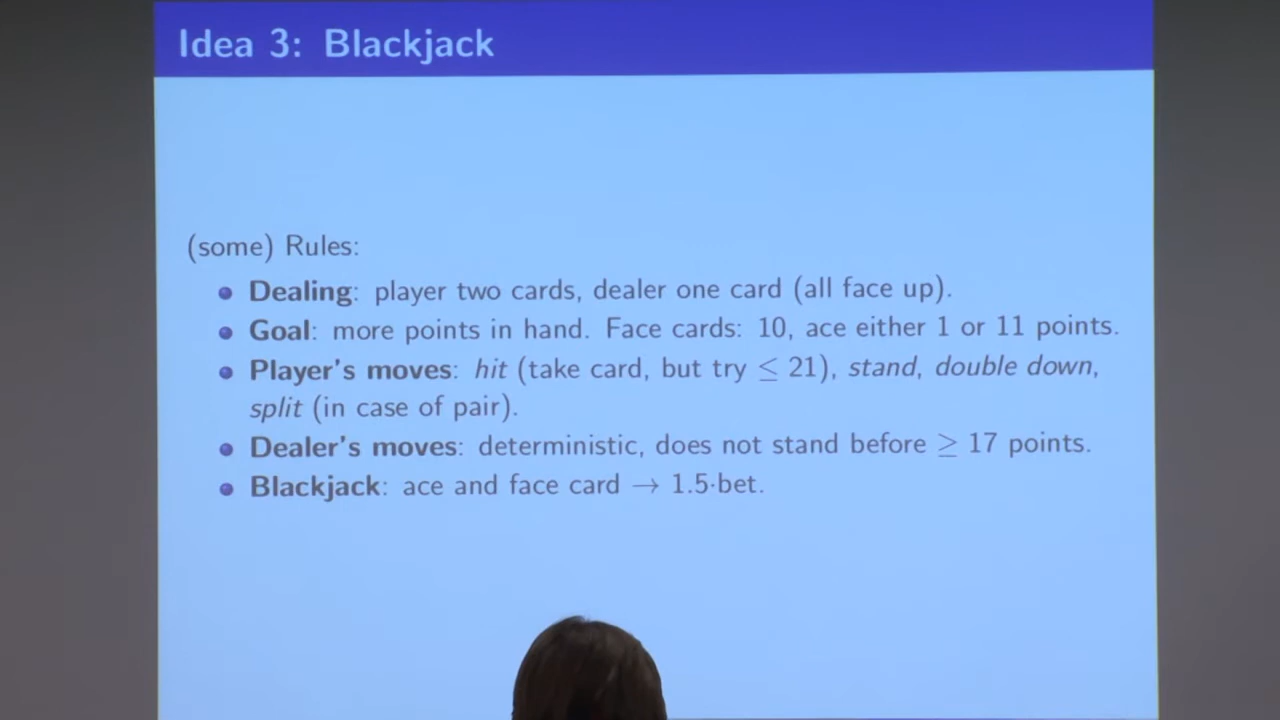 Idea 3: Blackjack
(some) Rules:
Dealing: player two cards, dealer one card (all face up).
Goal: more points in hand. Face cards: 10, ace either 1 or 11 points.
Player's moves: hit (take card, but try ≤ 21), stand, double down,
split (in case of pair).
Dealer's moves: deterministic, does not stand before ≥ 17 points.
Blackjack: ace and face card → 1.5·bet.